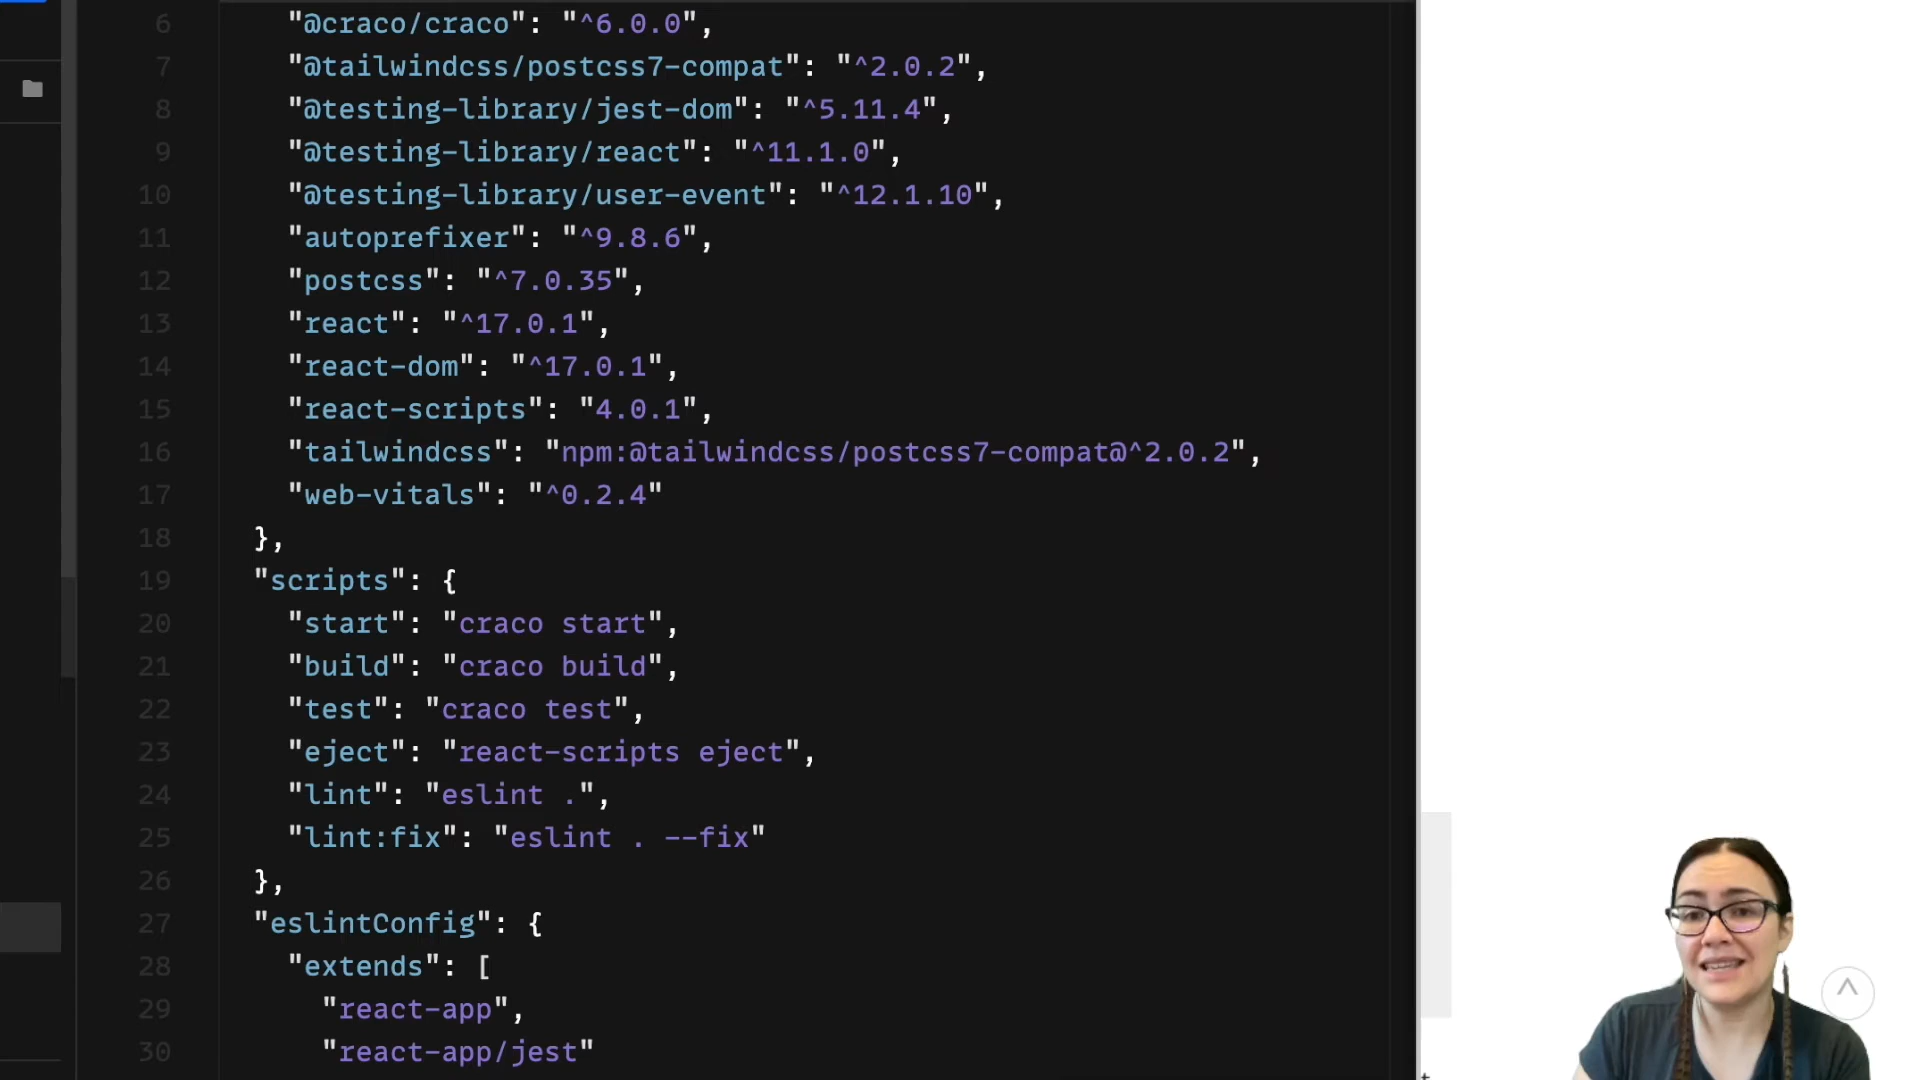 6 "@craco/craco": "^6.0.0",
7 "@tailwindcss/postcss7-compat": "^2.0.2",
8 "@testing-library/jest-dom": "^5.11.4",
9 "@testing-library/react": "^11.1.0",
10 "@testing-library/user-event": "^12.1.10",
11 "autoprefixer": "^9.8.6",
12 "postcss": "^7.0.35",
13 "react": "^17.0.1",
14 "react-dom": "^17.0.1",
15 "react-scripts": "4.0.1",
16 "tailwindcss": "npm:@tailwindcss/postcss7-compat@^2.0.2",
17 "web-vitals": "^0.2.4"
18 },
19 "scripts": {
20 "start": "craco start",
21 "build": "craco build",
22 "test": "craco test",
23 "eject": "react-scripts eject",
24 "lint": "eslint .",
25 "lint:fix": "eslint . --fix"
26 },
27 "eslintConfig": {
28 "extends": [
29 "react-app",
30 "react-app/jest"